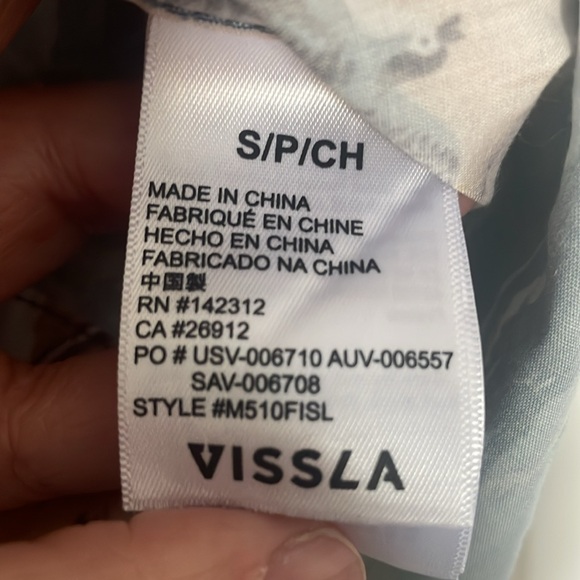 S/P/CH
MADE IN CHINA
FABRIQUÉ EN CHINE
HECHO EN CHINA
FABRICADO NA CHINA
中国製
RN #142312
CA #26912
PO # USV-006710 AUV-006557
SAV-006708
STYLE #M510FISL
VISSLA